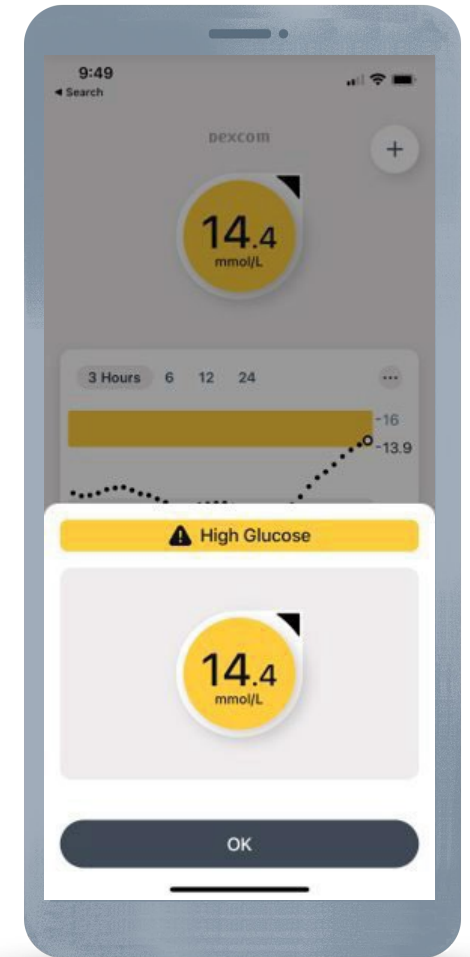 9:49
◀ Search
Dexcom
+
14.4
mmol/L
3 Hours 6 12 24 ...
-16
-13.9
High Glucose
14.4
mmol/L
OK